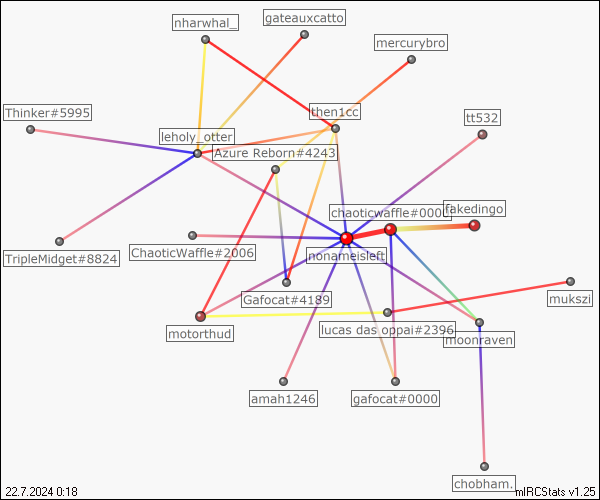 nharwhal_
gateauxcatto
mercurybro
Thinker#5995
then1cc
tt532
leholy_otter
Azure Reborn#4243
chaoticwaffle#0000
fakedingo
TripleMidget#8824
ChaoticWaffle#2006
nonameisleft
Gafocat#4189
mukszi
motorthud
lucas das oppai#2396
moonraven
amah1246
gafocat#0000
chobham.
22.7.2024 0:18
mIRCStats v1.25